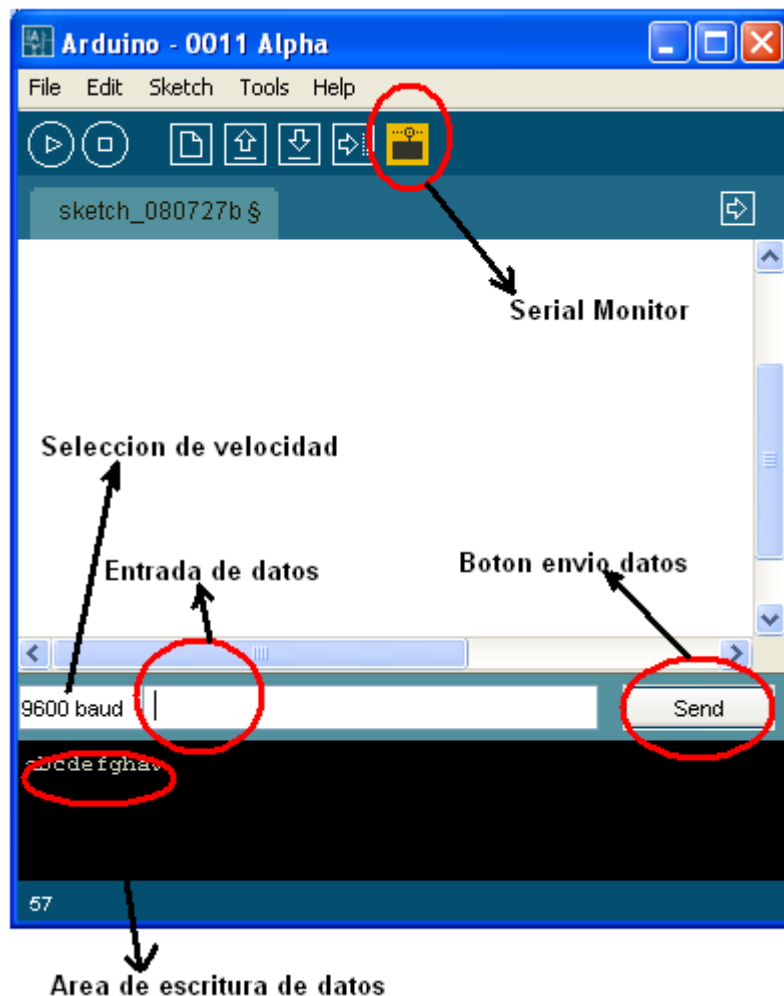 Arduino - 0011 Alpha
File Edit Sketch Tools Help
sketch_080727b §
Serial Monitor
Seleccion de velocidad
Entrada de datos
Boton envio datos
9600 baud
Send
abcdefghav
57
Area de escritura de datos